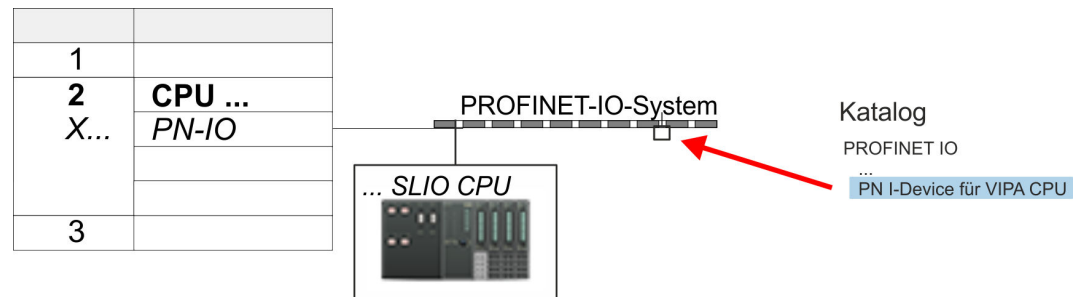 1
2 CPU ...
X... PN-IO
3
PROFINET-IO-System
... SLIO CPU
Katalog
PROFINET IO
...
PN I-Device für VIPA CPU